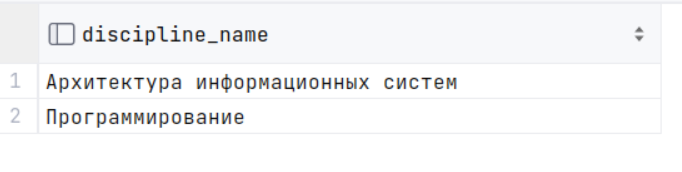 discipline_name
1 Архитектура информационных систем
2 Программирование